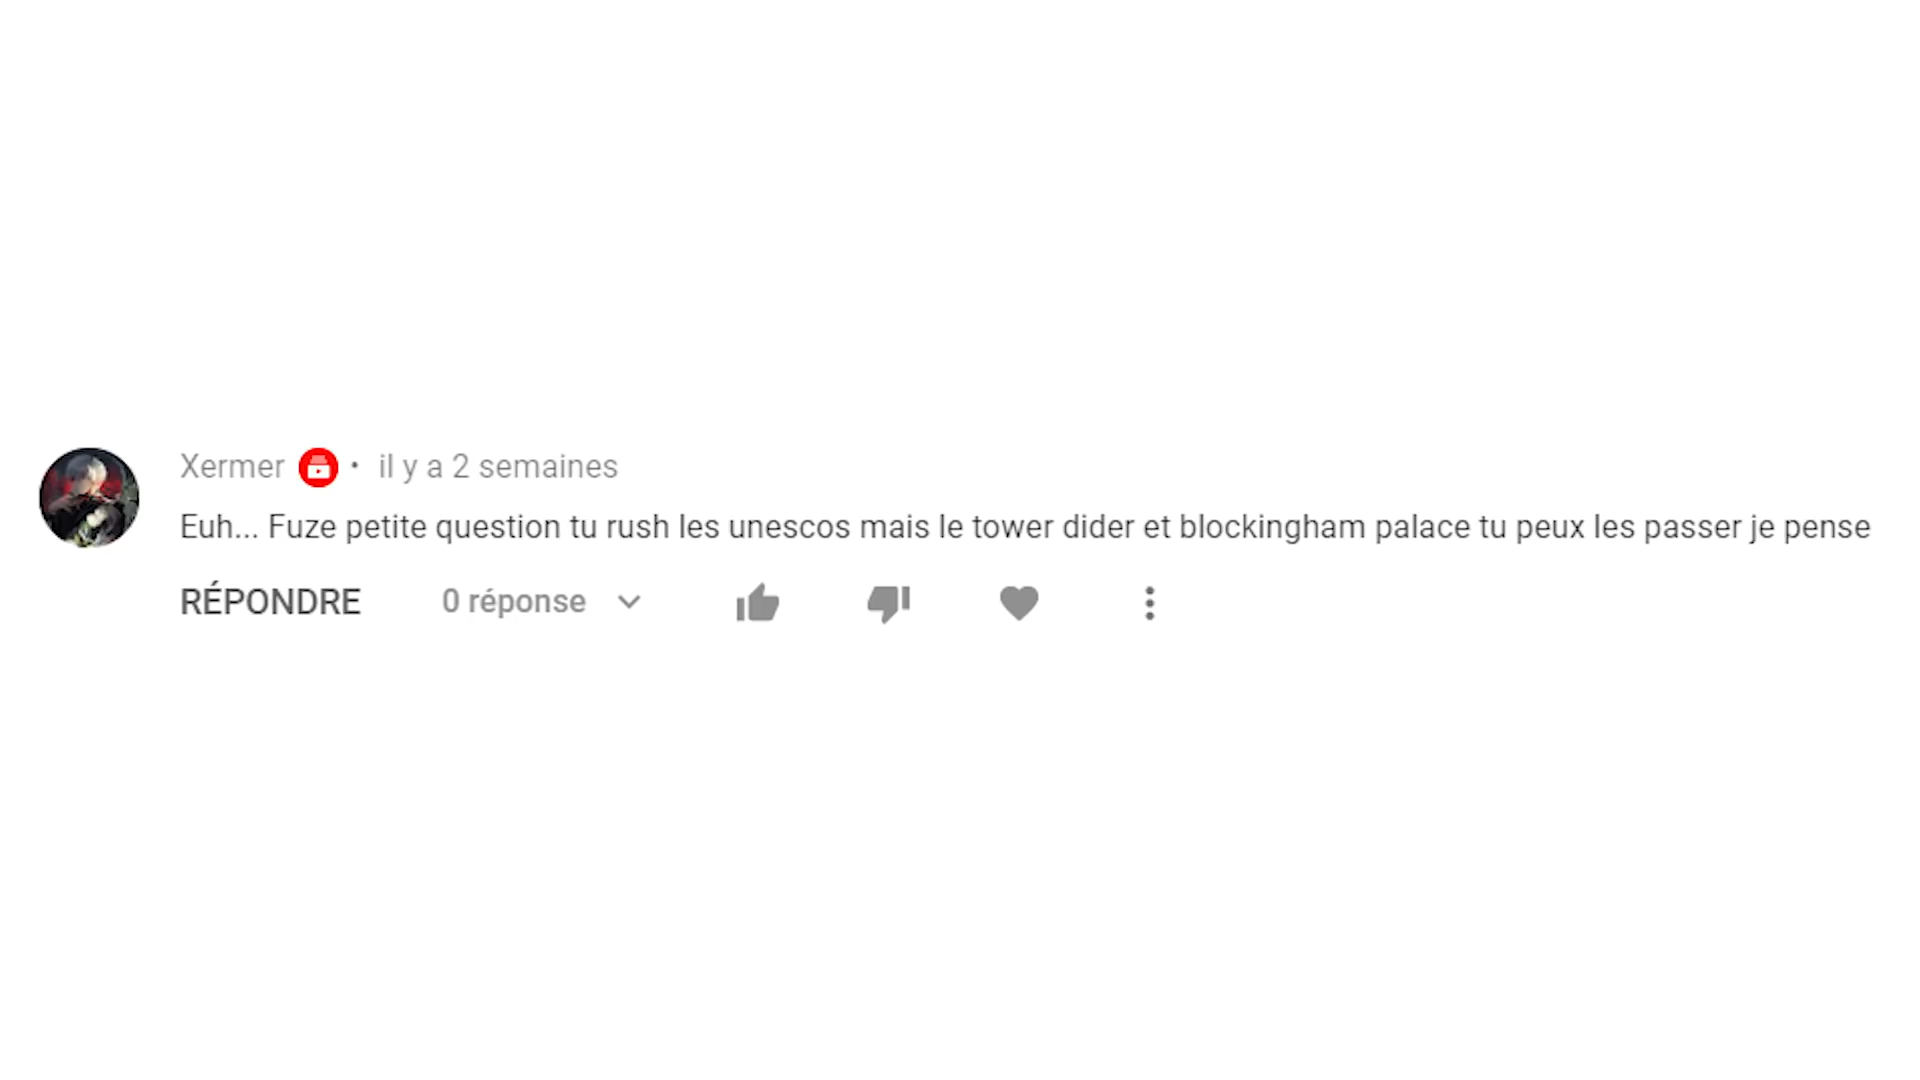 Xermer • il y a 2 semaines
Euh... Fuze petite question tu rush les unescos mais le tower dider et blockingham palace tu peux les passer je pense
RÉPONDRE 0 réponse